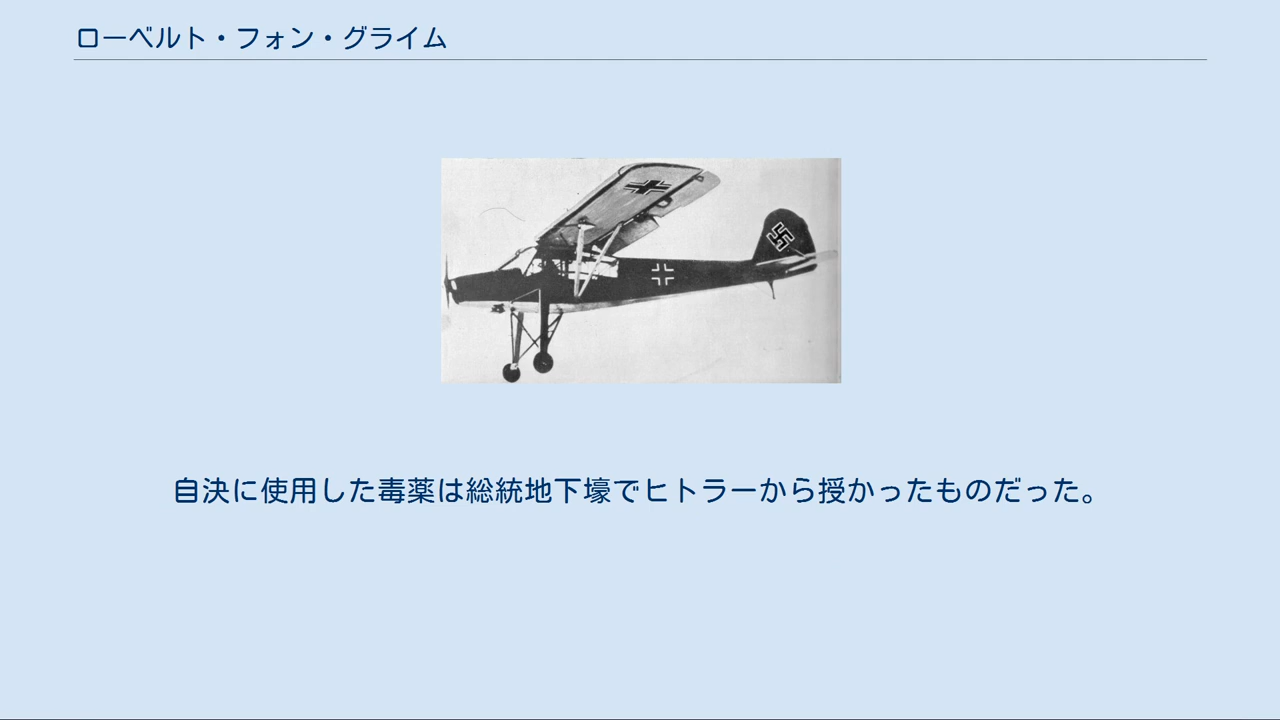 ローベルト・フォン・グライム
自決に使用した毒薬は総統地下壕でヒトラーから授かったものだった。